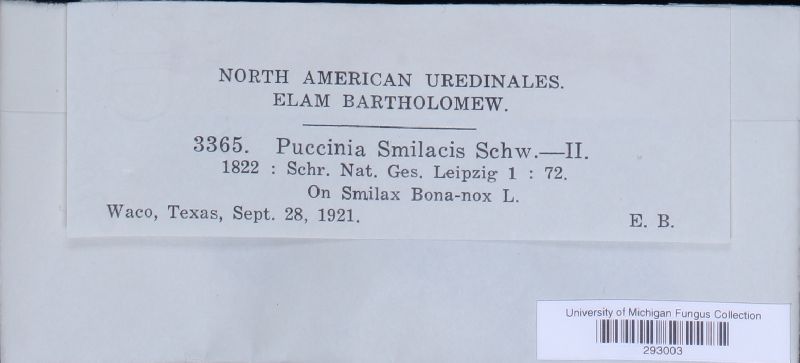 NORTH AMERICAN UREDINALES.
ELAM BARTHOLOMEW.
3365. Puccinia Smilacis Schw.—II.
1822 : Schr. Nat. Ges. Leipzig 1 : 72.
On Smilax Bona-nox L.
Waco, Texas, Sept. 28, 1921.
E. B.
University of Michigan Fungus Collection
293003